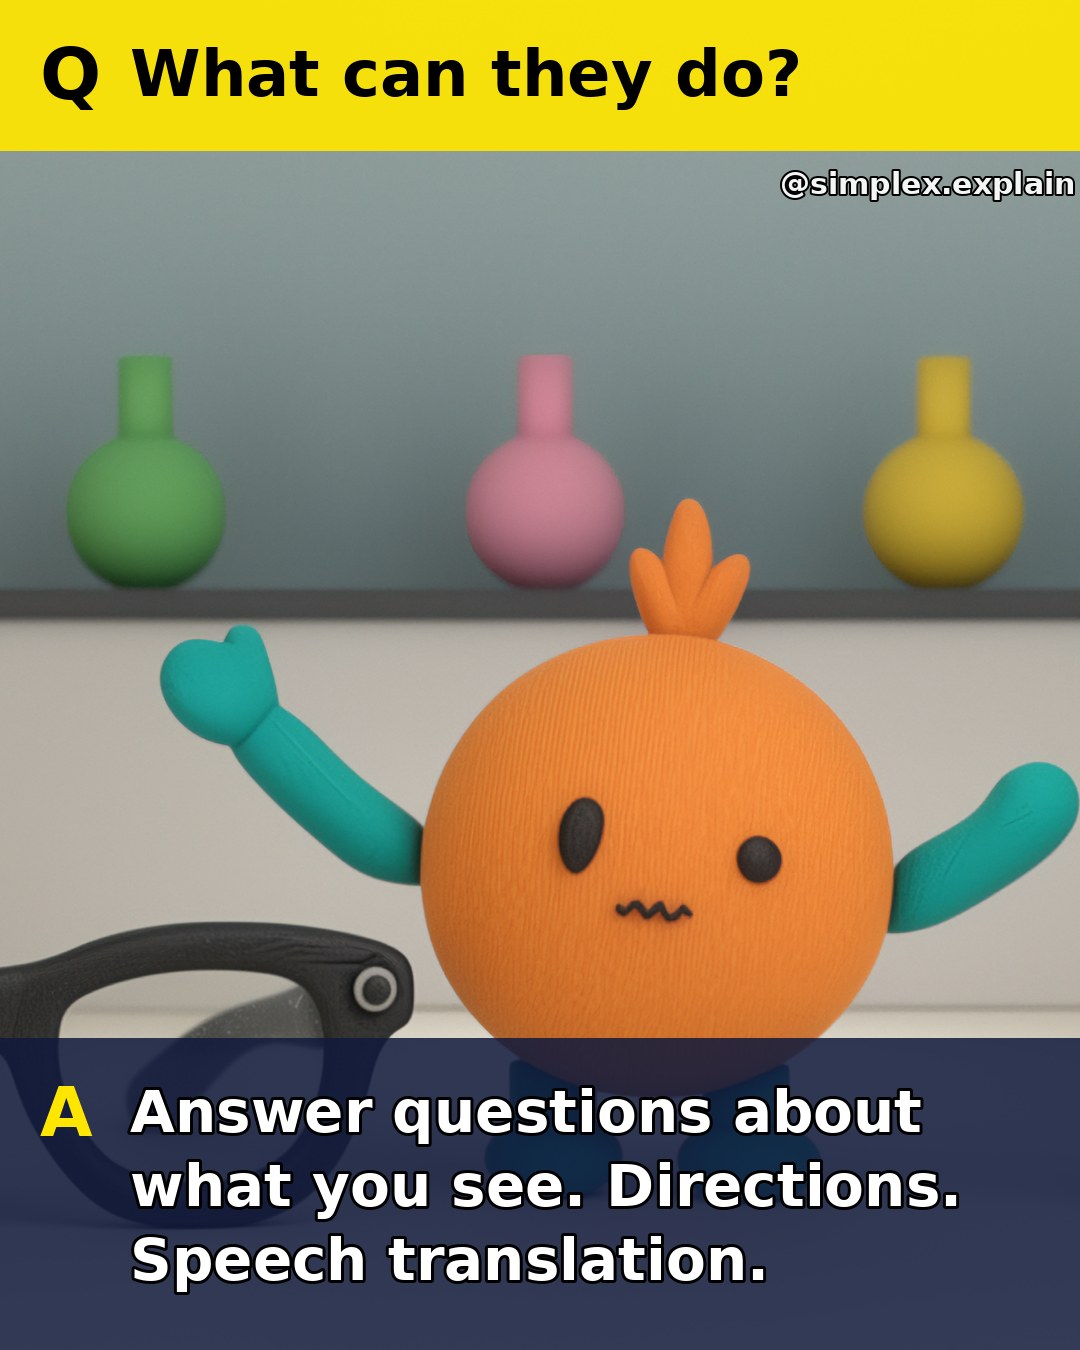 Q What can they do?
@simplex.explain
A Answer questions about
what you see. Directions.
Speech translation.